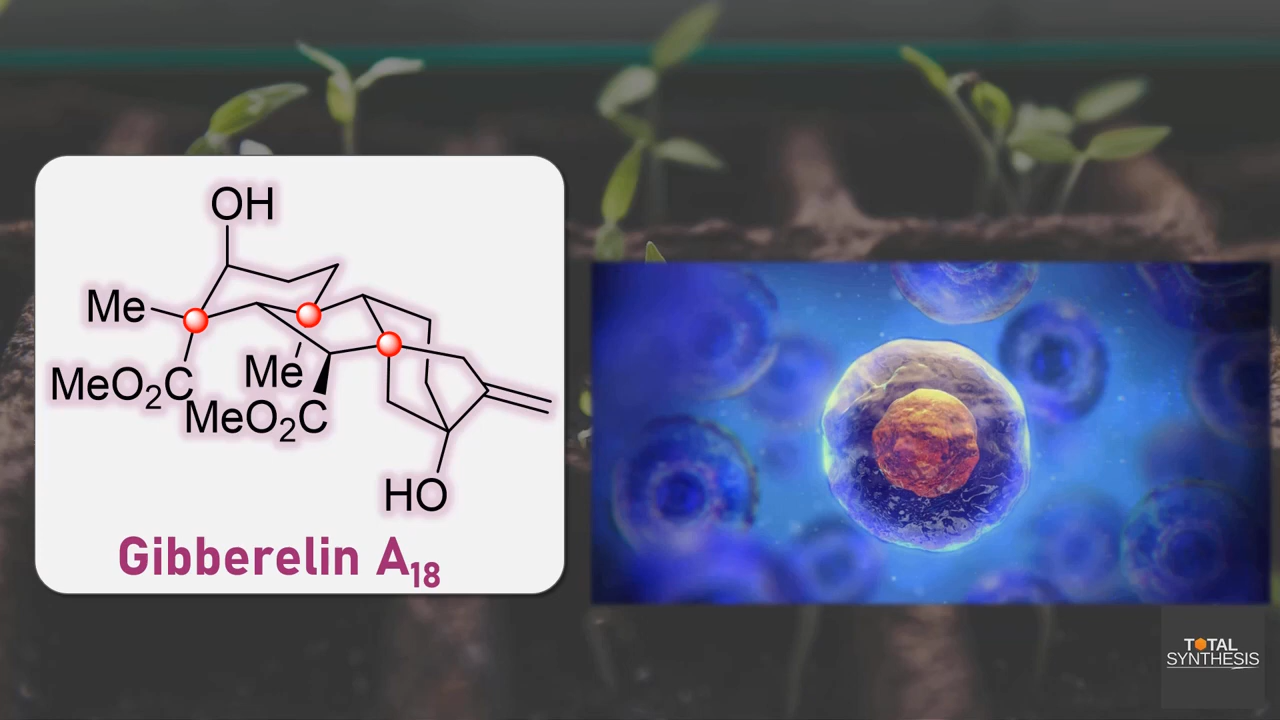 OH
Me
Me
MeO2C
MeO2C
HO
Gibberelin A18
TOTAL
SYNTHESIS